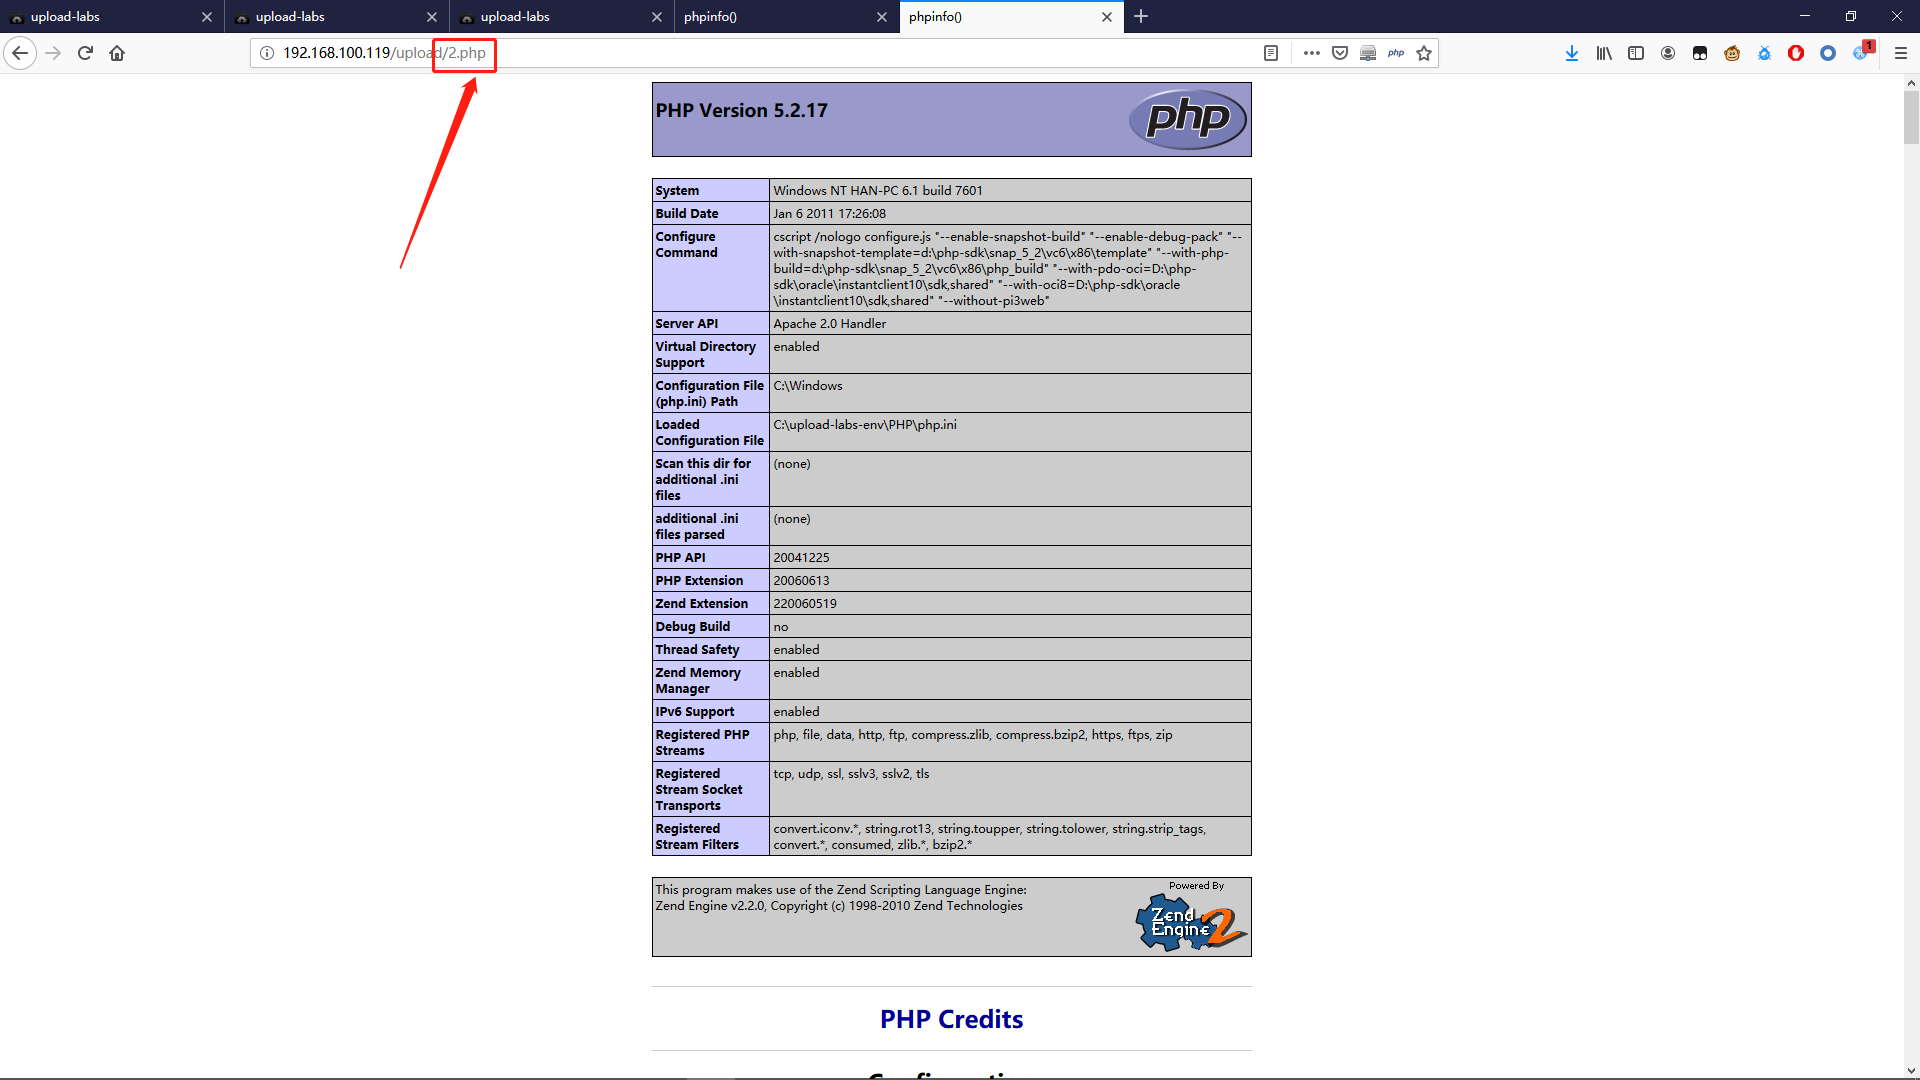 upload-labs
upload-labs
upload-labs
phpinfo()
phpinfo()
192.168.100.119/upload/2.php
php
1
PHP Version 5.2.17
php
System Windows NT HAN-PC 6.1 build 7601
Build Date Jan 6 2011 17:26:08
Configure Command
cscript /nologo configure.js "--enable-snapshot-build" "--enable-debug-pack" "--
with-snapshot-template=d:\php-sdk\snap_5_2\vc6\x86\template" "--with-php-
build=d:\php-sdk\snap_5_2\vc6\x86\php_build" "--with-pdo-oci=D:\php-
sdk\oracle\instantclient10\sdk,shared" "--with-oci8=D:\php-sdk\oracle
\instantclient10\sdk,shared" "--without-pi3web"
Server API Apache 2.0 Handler
Virtual Directory
Support
enabled
Configuration File
(php.ini) Path
C:\Windows
Loaded
Configuration File
C:\upload-labs-env\PHP\php.ini
Scan this dir for
additional .ini
files
(none)
additional .ini
files parsed
(none)
PHP API 20041225
PHP Extension 20060613
Zend Extension 220060519
Debug Build no
Thread Safety enabled
Zend Memory
Manager
enabled
IPv6 Support enabled
Registered PHP
Streams
php, file, data, http, ftp, compress.zlib, compress.bzip2, https, ftps, zip
Registered
Stream Socket
Transports
tcp, udp, ssl, sslv3, sslv2, tls
Registered
Stream Filters
convert.iconv.*, string.rot13, string.toupper, string.tolower, string.strip_tags,
convert.*, consumed, zlib.*, bzip2.*
This program makes use of the Zend Scripting Language Engine:
Zend Engine v2.2.0, Copyright (c) 1998-2010 Zend Technologies
Powered By
Zend
Engine 2
PHP Credits